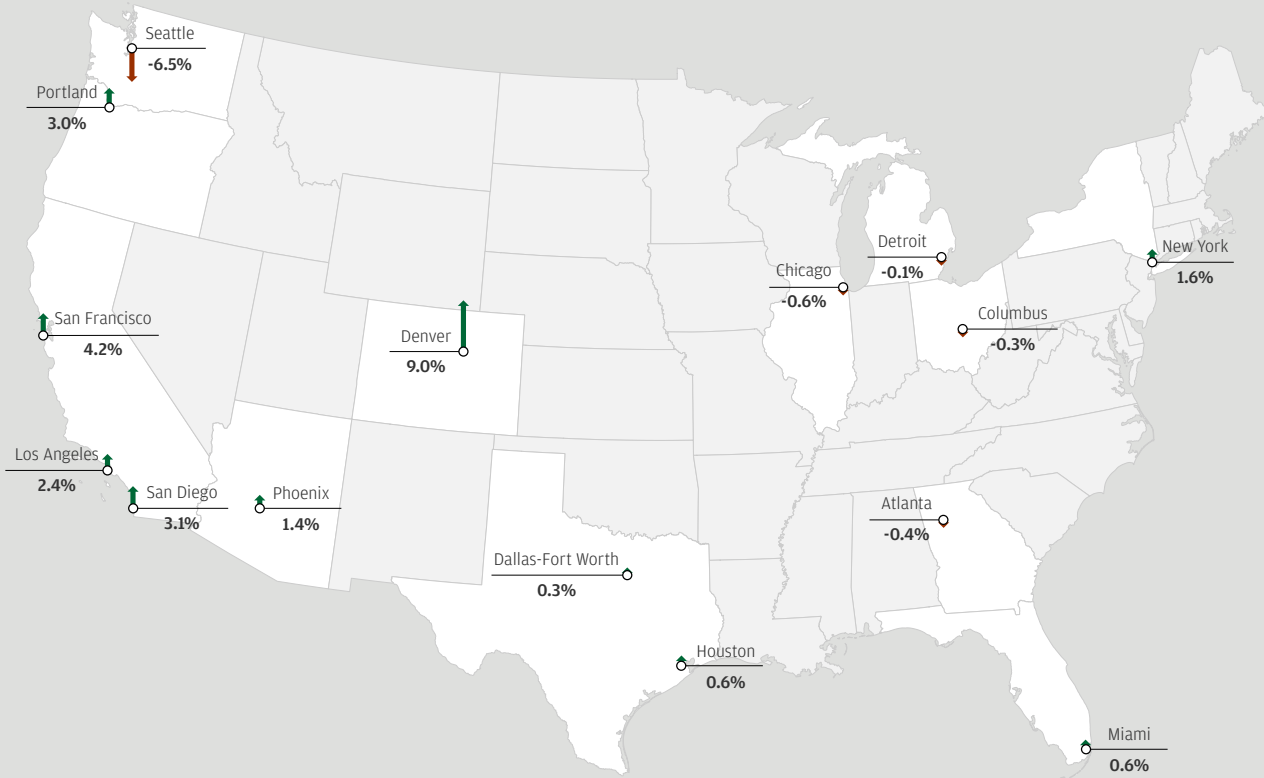 Seattle
-6.5%
Portland
3.0%
Detroit
-0.1%
New York
1.6%
Chicago
-0.6%
Columbus
-0.3%
San Francisco
4.2%
Denver
9.0%
Los Angeles
2.4%
San Diego
3.1%
Phoenix
1.4%
Atlanta
-0.4%
Dallas-Fort Worth
0.3%
Houston
0.6%
Miami
0.6%